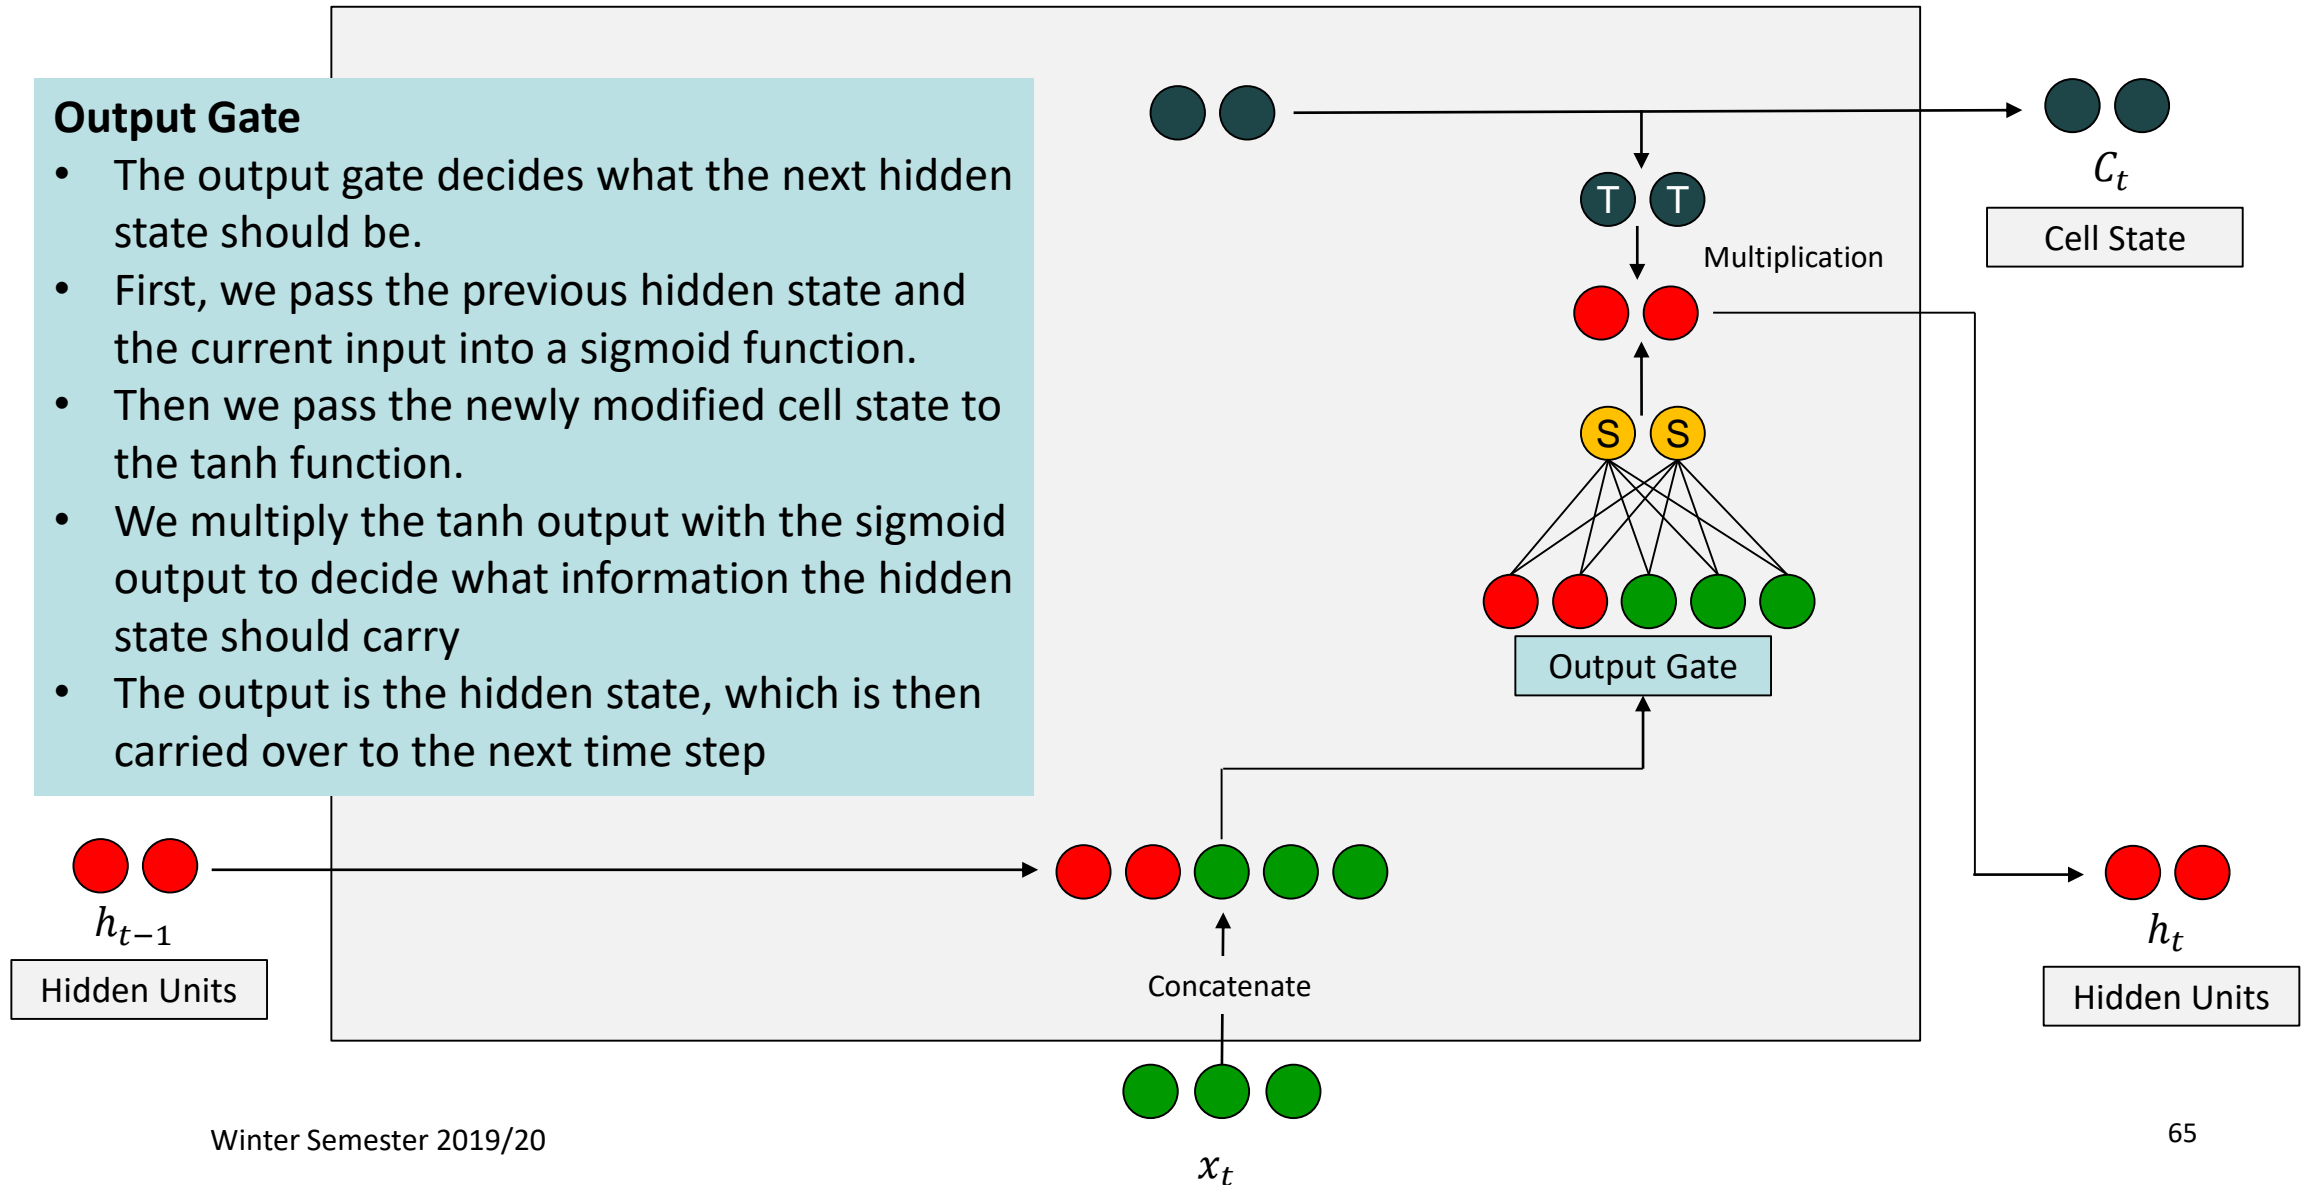 Output Gate
• The output gate decides what the next hidden
state should be.
• First, we pass the previous hidden state and
the current input into a sigmoid function.
• Then we pass the newly modified cell state to
the tanh function.
• We multiply the tanh output with the sigmoid
output to decide what information the hidden
state should carry
• The output is the hidden state, which is then
carried over to the next time step
C_t
Cell State
T T
Multiplication
S S
Output Gate
h_{t−1}
Hidden Units
Concatenate
h_t
Hidden Units
x_t
Winter Semester 2019/20
65